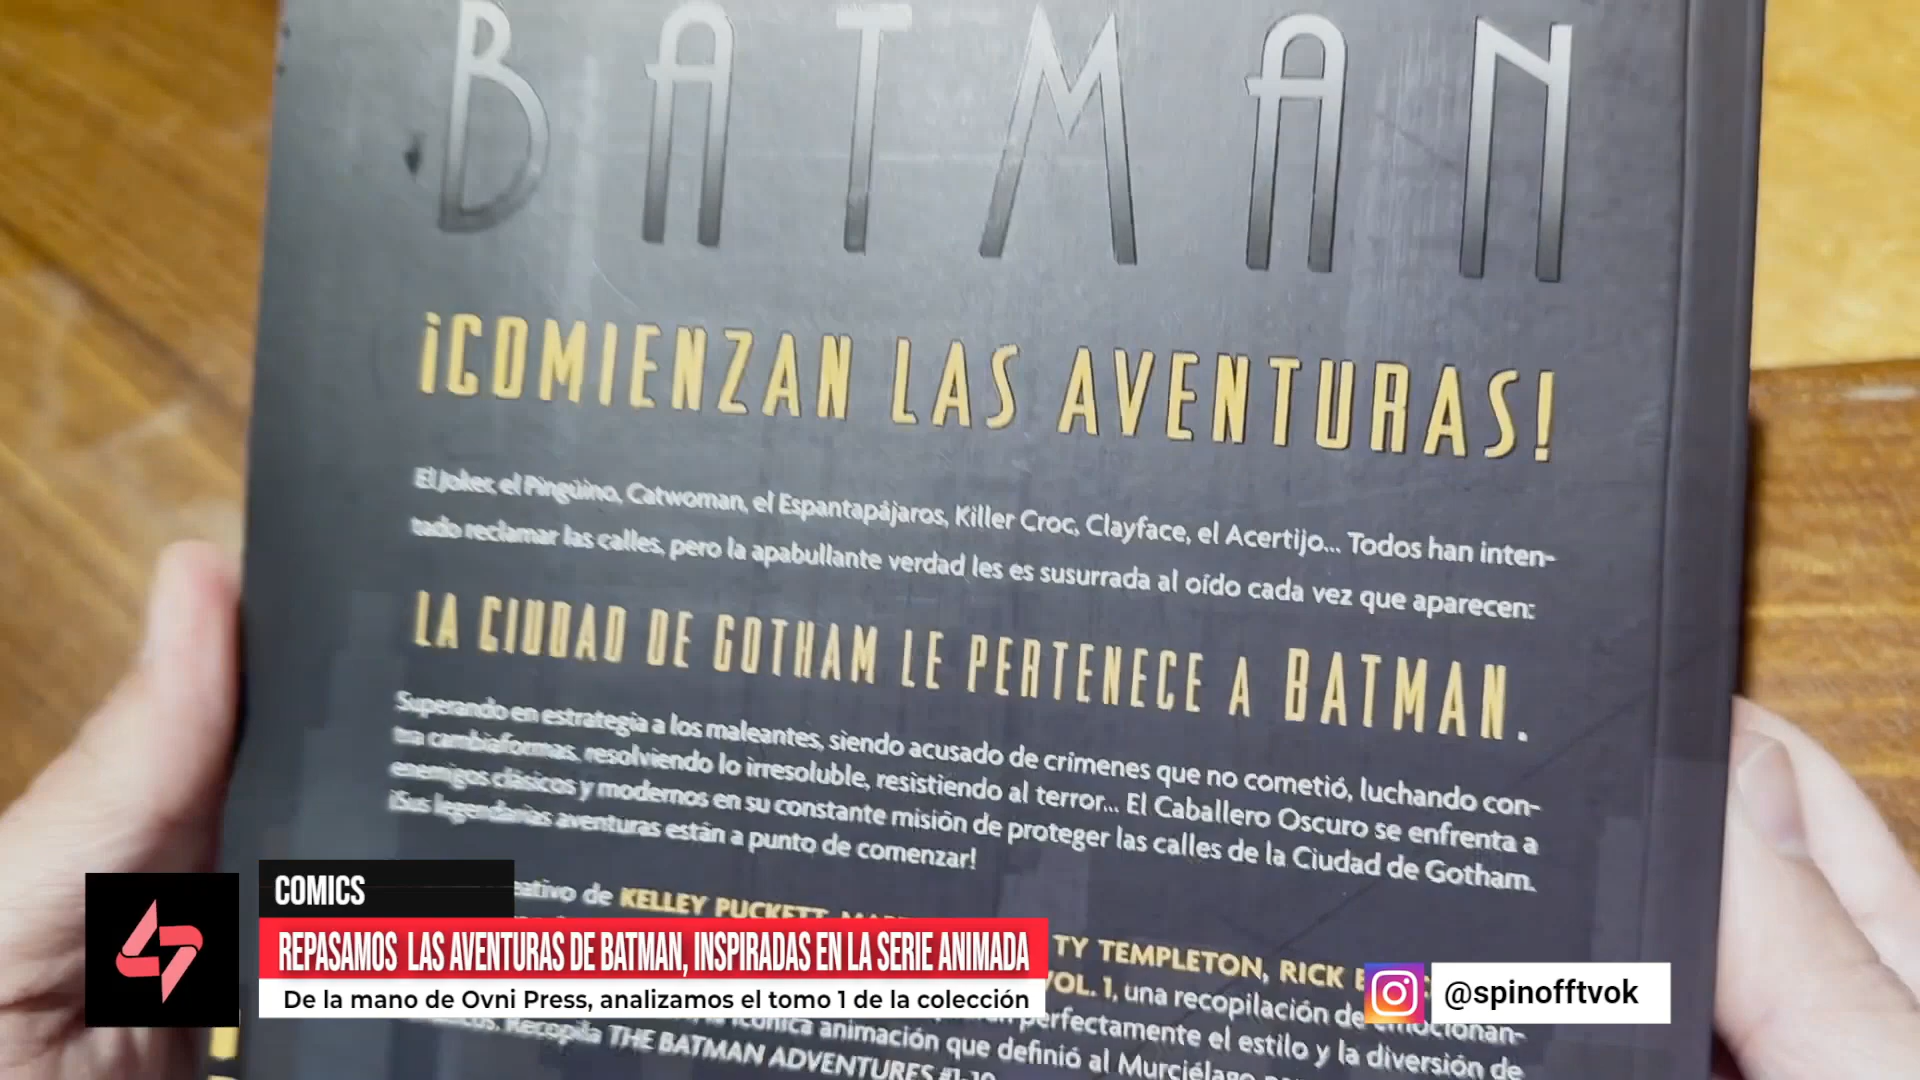 BATMAN
¡COMIENZAN LAS AVENTURAS!
El Joker, el Pingüino, Catwoman, el Espantapájaros, Killer Croc, Clayface, el Acertijo... Todos han inten-
tado reclamar las calles, pero la apabullante verdad les es susurrada al oído cada vez que aparecen:
LA CIUDAD DE GOTHAM LE PERTENECE A BATMAN.
Superando en estrategia a los maleantes, siendo acusado de crímenes que no cometió, luchando con-
tra cambiaformas, resolviendo lo irresoluble, resistiendo al terror... El Caballero Oscuro se enfrenta a
enemigos clásicos y modernos en su constante misión de proteger las calles de la Ciudad de Gotham.
¡Sus legendarias aventuras están a punto de comenzar!
eativo de KELLEY PUCKETT, TY TEMPLETON, RICK
VOL. 1, una recopilación de emocionan-
perfectamente el estilo y la diversión de
icónica animación que definió al Murciélago
Recopila THE BATMAN ADVENTURES #1-10
COMICS
REPASAMOS LAS AVENTURAS DE BATMAN, INSPIRADAS EN LA SERIE ANIMADA
De la mano de Ovni Press, analizamos el tomo 1 de la colección
@spinofftvok